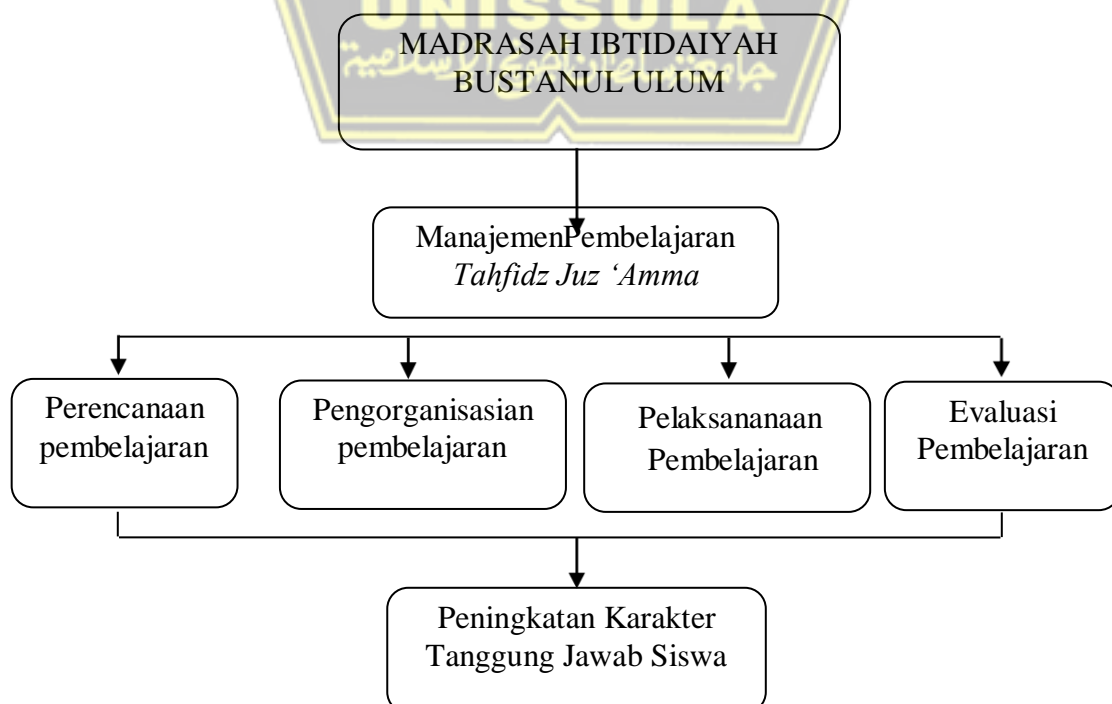 UNISSULA
MADRASAH IBTIDAIYAH
BUSTANUL ULUM
ManajemenPembelajaran
Tahfidz Juz ‘Amma
Perencanaan
pembelajaran
Pengorganisasian
pembelajaran
Pelaksananaan
Pembelajaran
Evaluasi
Pembelajaran
Peningkatan Karakter
Tanggung Jawab Siswa